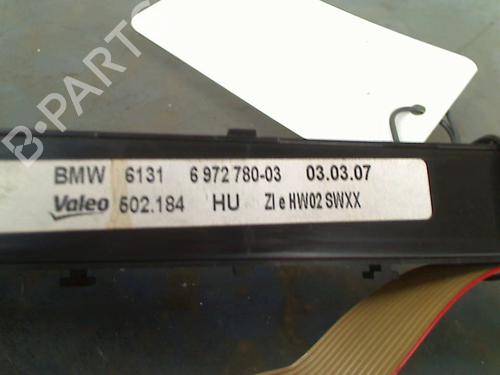 B-PARTS
BMW 6131 6 972 780-03 03.03.07
Valeo 502.184 HU ZI e HW02 SWXX